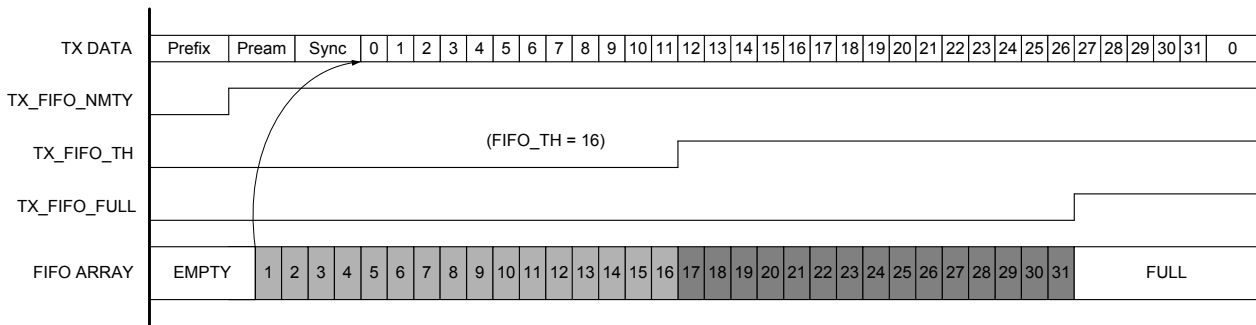 TX DATA Prefix Pream Sync 0 1 2 3 4 5 6 7 8 9 10 11 12 13 14 15 16 17 18 19 20 21 22 23 24 25 26 27 28 29 30 31 0
TX_FIFO_NMTY
(FIFO_TH = 16)
TX_FIFO_TH
TX_FIFO_FULL
FIFO ARRAY EMPTY 1 2 3 4 5 6 7 8 9 10 11 12 13 14 15 16 17 18 19 20 21 22 23 24 25 26 27 28 29 30 31 FULL